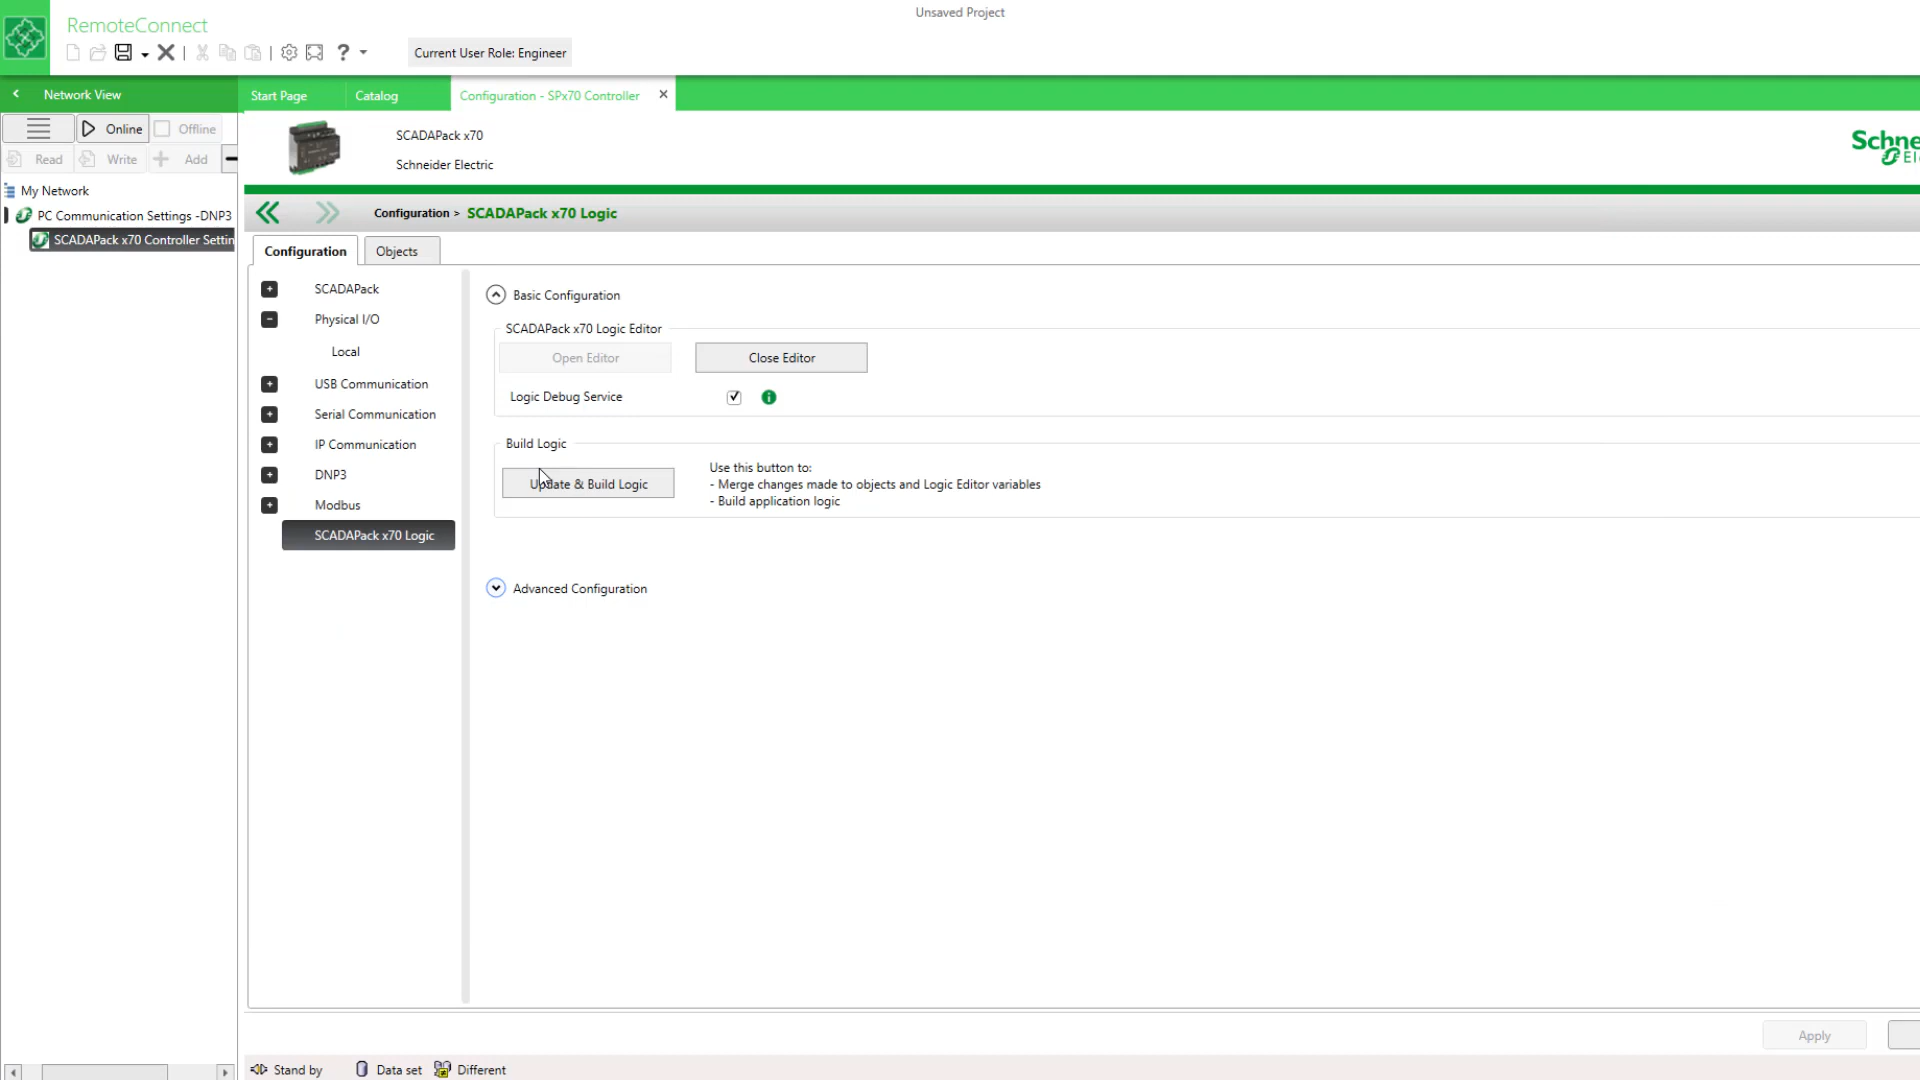 Unsaved Project
RemoteConnect
Current User Role: Engineer
Network View
Start Page
Catalog
Configuration - SPx70 Controller
Online
Offline
Read
Write
Add
SCADAPack x70
Schneider Electric
Schne
El
My Network
PC Communication Settings -DNP3
SCADAPack x70 Controller Settin
Configuration > SCADAPack x70 Logic
Configuration
Objects
SCADAPack
Physical I/O
Local
USB Communication
Serial Communication
IP Communication
DNP3
Modbus
SCADAPack x70 Logic
Basic Configuration
SCADAPack x70 Logic Editor
Open Editor
Close Editor
Logic Debug Service
Build Logic
Update & Build Logic
Use this button to:
- Merge changes made to objects and Logic Editor variables
- Build application logic
Advanced Configuration
Apply
Stand by
Data set
Different